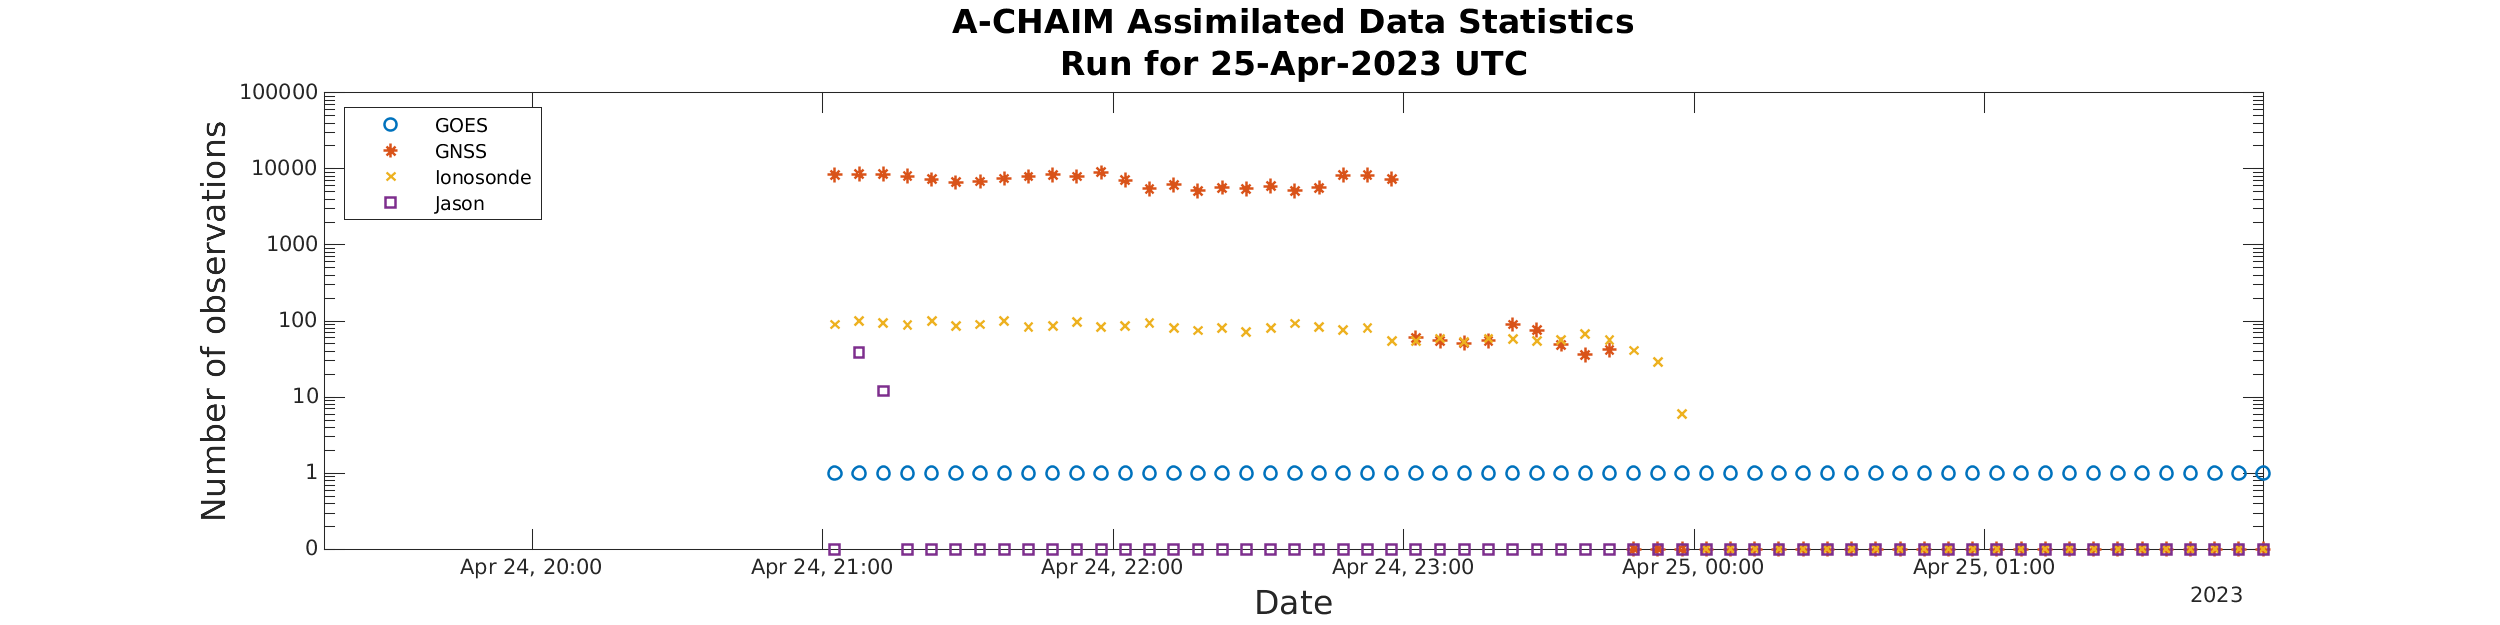 A-CHAIM Assimilated Data Statistics
Run for 25-Apr-2023 UTC
Number of observations
100000
10000
1000
100
10
1
0
GOES
GNSS
Ionosonde
Jason
Apr 24, 20:00
Apr 24, 21:00
Apr 24, 22:00
Apr 24, 23:00
Apr 25, 00:00
Apr 25, 01:00
2023
Date